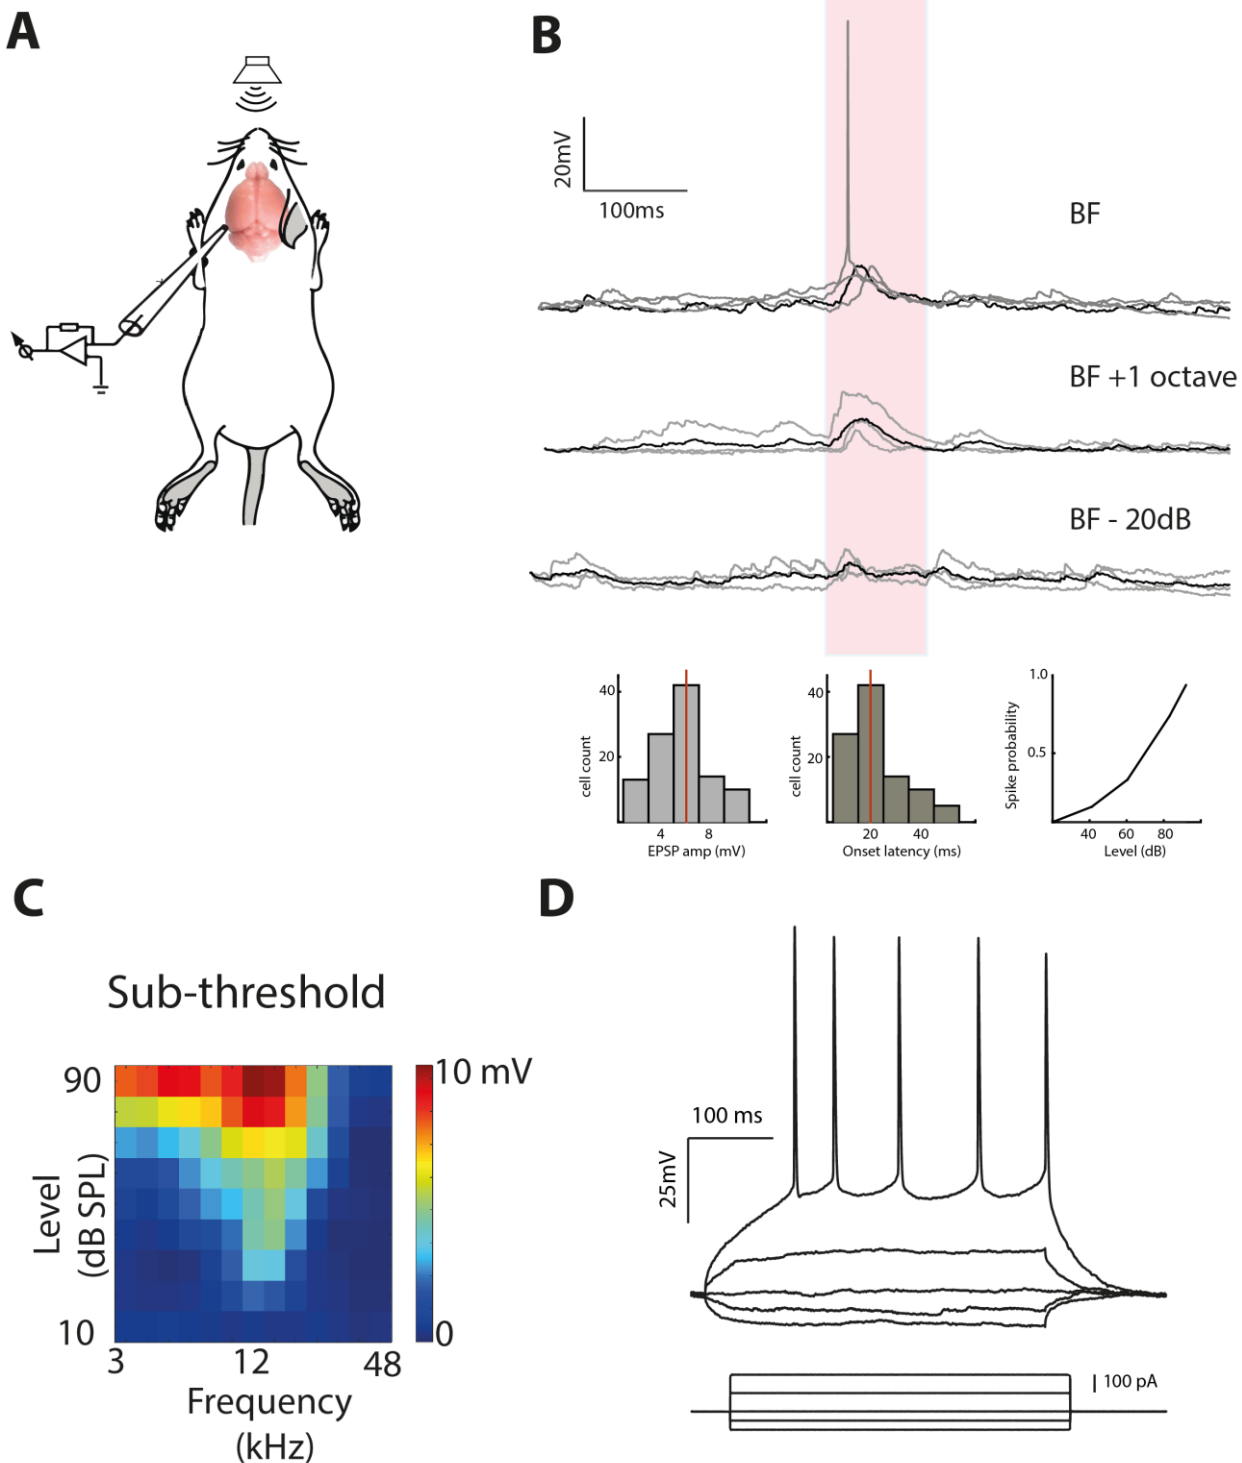 A
B
20mV
100ms
BF
BF +1 octave
BF - 20dB
40
20
cell count
4 8
EPSP amp (mV)
40
20
cell count
20 40
Onset latency (ms)
1.0
0.5
Spike probability
40 60 80
Level (dB)
C
Sub-threshold
90
10
Level
(dB SPL)
3 12 48
Frequency
(kHz)
10 mV
0
D
100 ms
25mV
100 pA